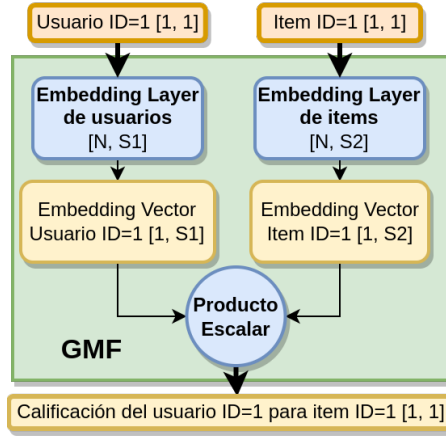 Usuario ID=1 [1, 1]
Item ID=1 [1, 1]
Embedding Layer
de usuarios
[N, S1]
Embedding Layer
de items
[N, S2]
Embedding Vector
Usuario ID=1 [1, S1]
Embedding Vector
Item ID=1 [1, S2]
Producto
Escalar
GMF
Calificación del usuario ID=1 para item ID=1 [1, 1]